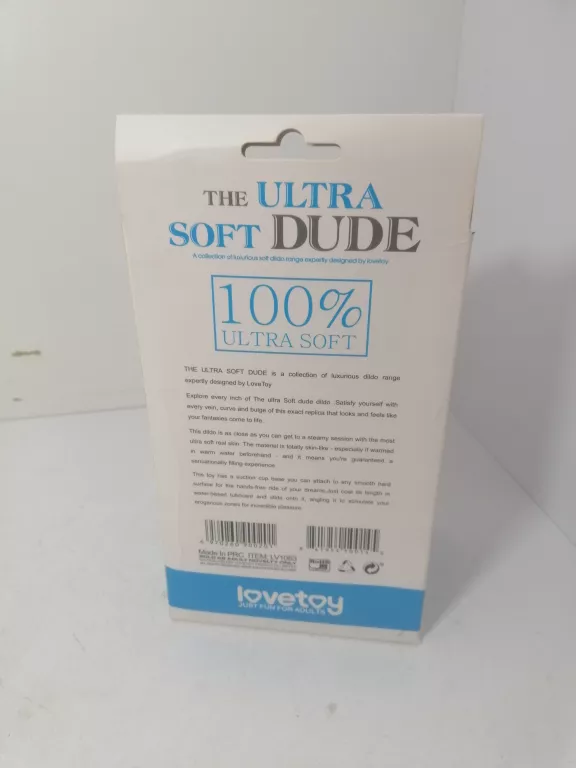 THE ULTRA
SOFT DUDE
A collection of luxurious soft dildo range expertly designed by lovetoy
100%
ULTRA SOFT
THE ULTRA SOFT DUDE is a collection of luxurious dildo range
expertly designed by LoveToy
Explore every inch of The ultra Soft dude dildo .Satisfy yourself with
every vein, curve and bulge of this exact replica that looks and feels like
your fantasies come to life.
This dildo is as close as you can get to a steamy session with the most
ultra soft real skin. The material is totally skin-like - especially if warmed
in warm water beforehand - and it means you're guaranteed a
sensationally filling experience.
This toy has a suction cup base you can attach to any smooth hard
surface for the hands-free ride of your dreams.Just coat its length in
water-based lubricant and slide onto it, angling it to stimulate your
erogenous zones for incredible pleasure.
Made in PRC. ITEM:
SOLD AS ADULT NOVELTY ONLY
RoHS
lovetoy
JUST FUN FOR ADULTS